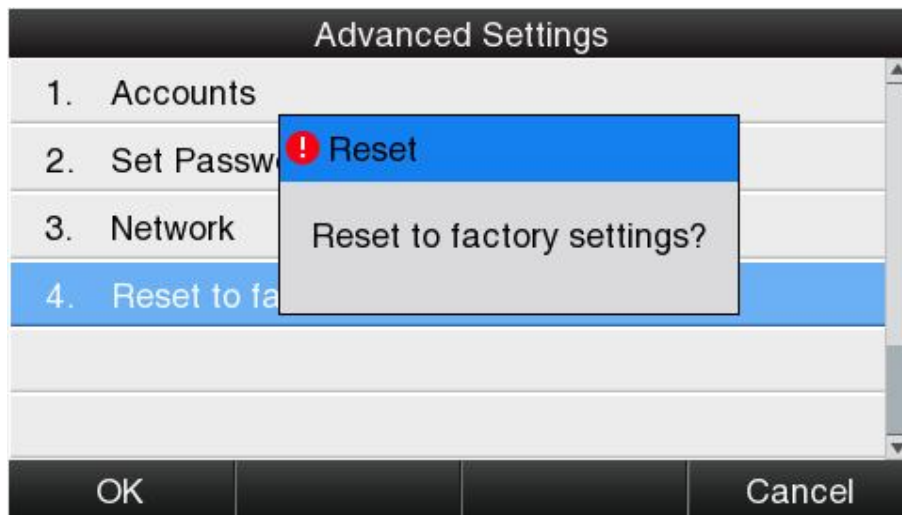 Advanced Settings
1. Accounts
2. Set Passw
3. Network
4. Reset to fa
Reset
Reset to factory settings?
OK
Cancel